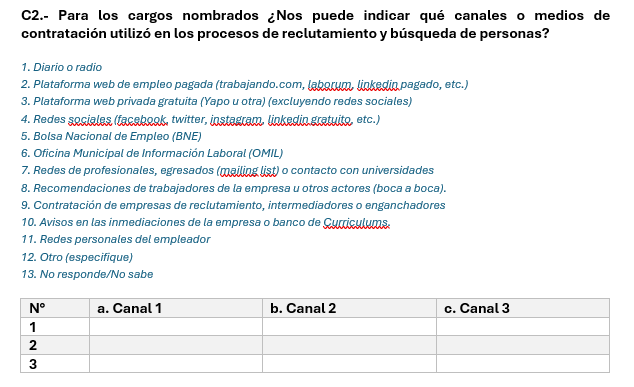 C2.- Para los cargos nombrados ¿Nos puede indicar qué canales o medios de
contratación utilizó en los procesos de reclutamiento y búsqueda de personas?
1. Diario o radio
2. Plataforma web de empleo pagada (trabajando.com, laborum, linkedin pagado, etc.)
3. Plataforma web privada gratuita (Yapo u otra) (excluyendo redes sociales)
4. Redes sociales (facebook, twitter, instagram, linkedin gratuito, etc.)
5. Bolsa Nacional de Empleo (BNE)
6. Oficina Municipal de Información Laboral (OMIL)
7. Redes de profesionales, egresados (mailing list) o contacto con universidades
8. Recomendaciones de trabajadores de la empresa u otros actores (boca a boca).
9. Contratación de empresas de reclutamiento, intermediadores o enganchadores
10. Avisos en las inmediaciones de la empresa o banco de Curriculums.
11. Redes personales del empleador
12. Otro (especifique)
13. No responde/No sabe
N° a. Canal 1 b. Canal 2 c. Canal 3
1
2
3